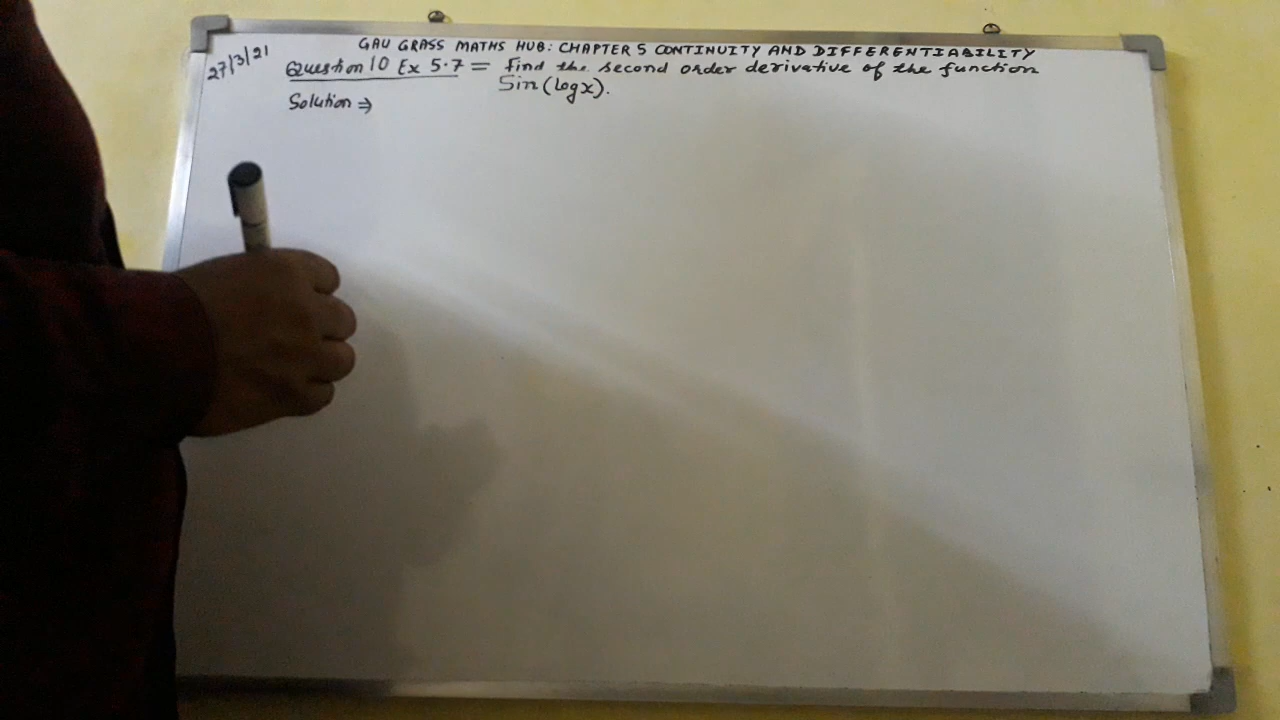 GAU GRASS MATHS HUB: CHAPTER 5 CONTINUITY AND DIFFERENTIABILITY
27/3/21
Question 10 Ex 5.7 = find the second order derivative of the function
Sin(log x).
Solution ⇒